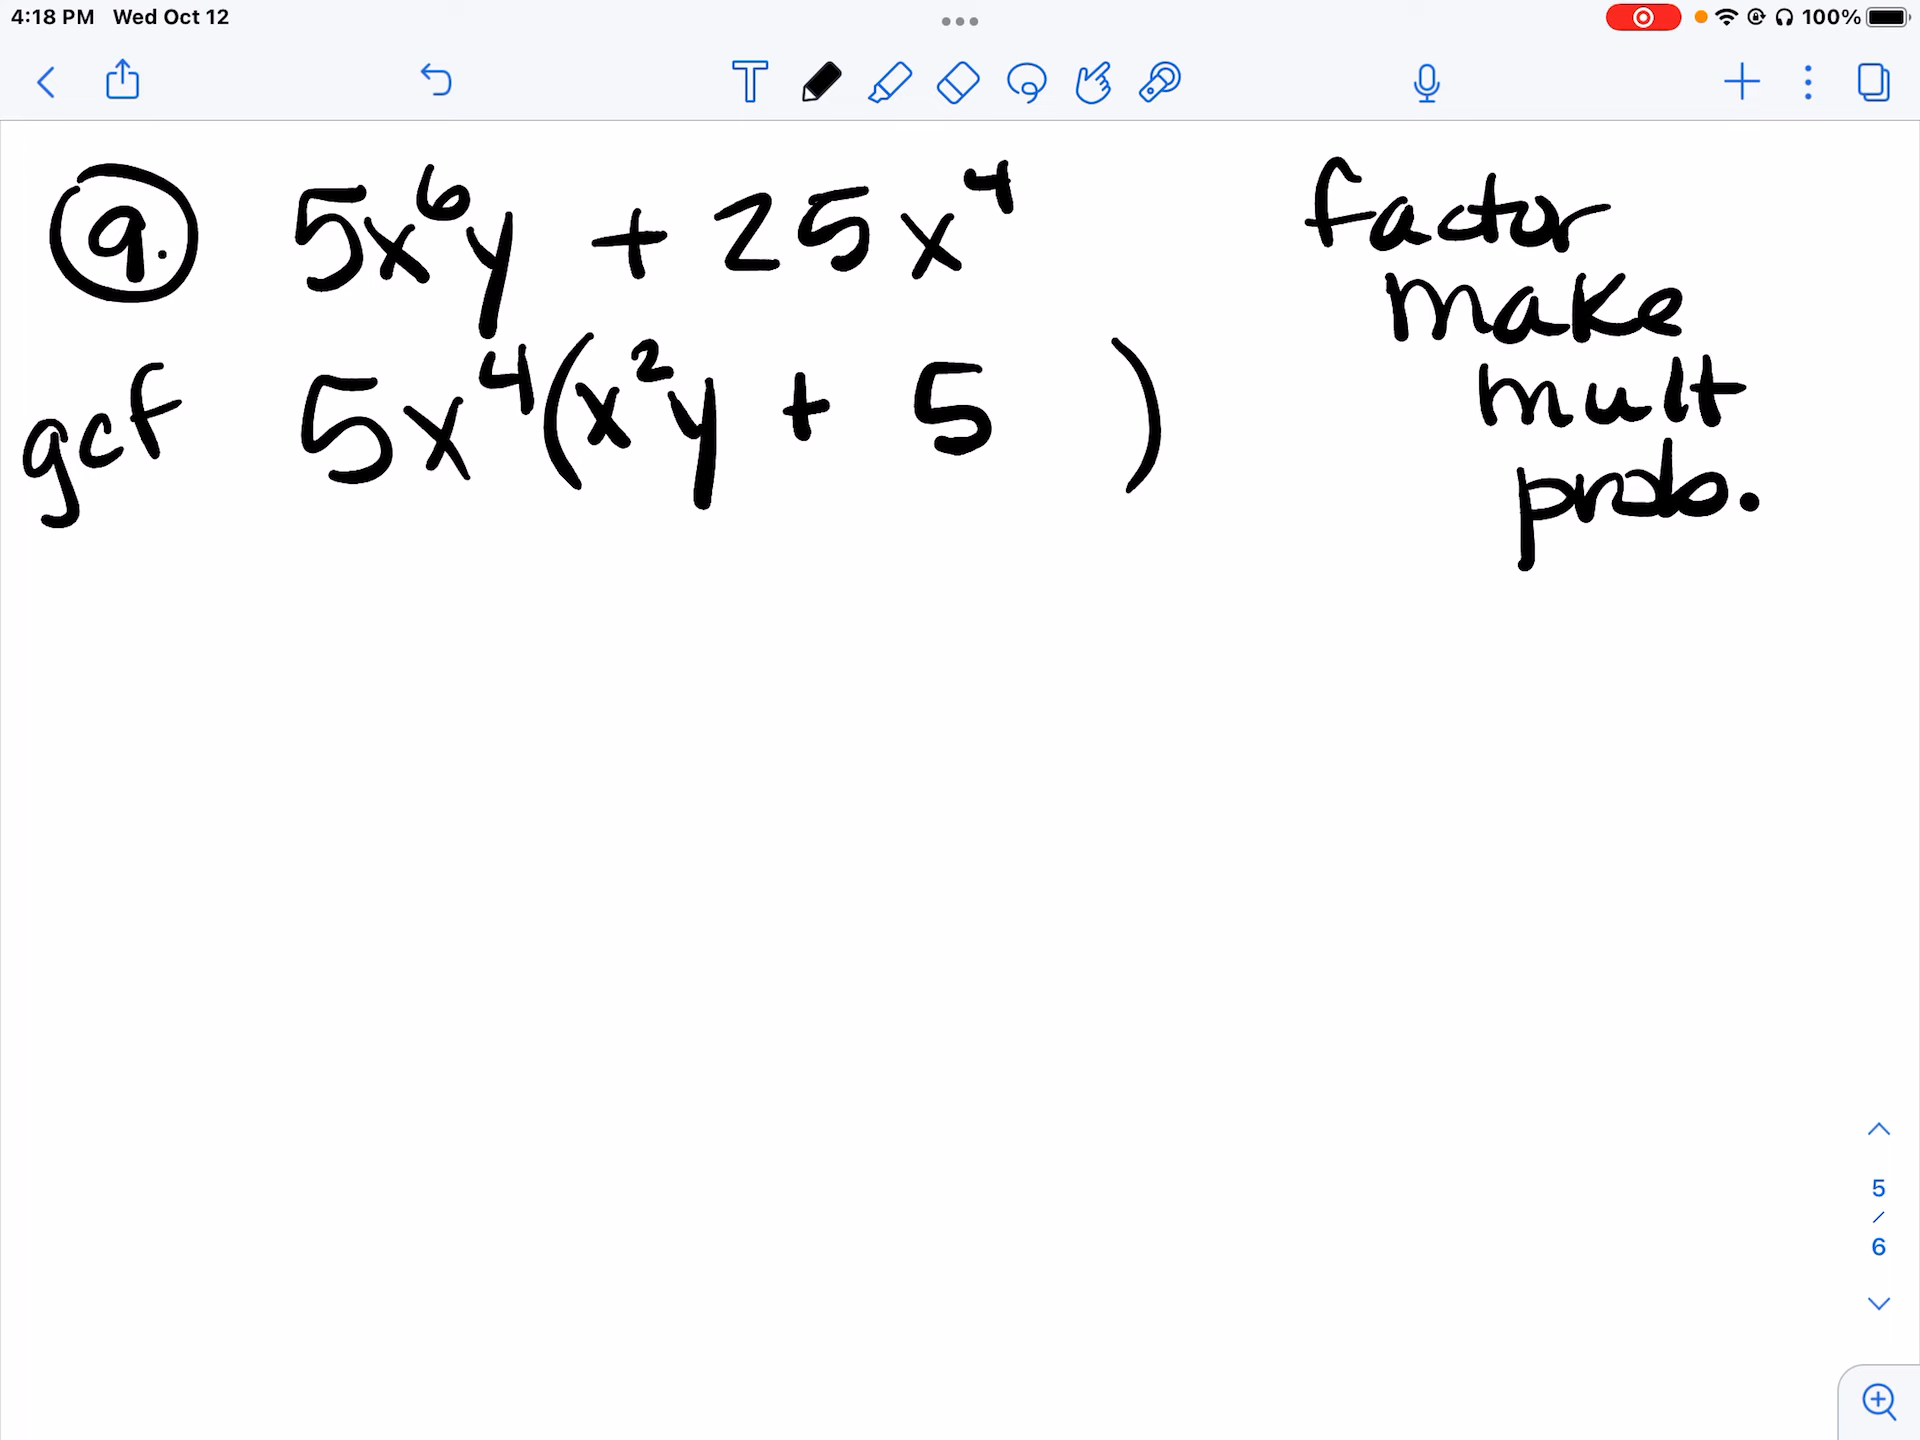 4:18 PM Wed Oct 12
100%
9. 5x⁶y + 25x⁴
factor
make
mult
prob.
gcf 5x⁴(x²y + 5 )
5
/
6